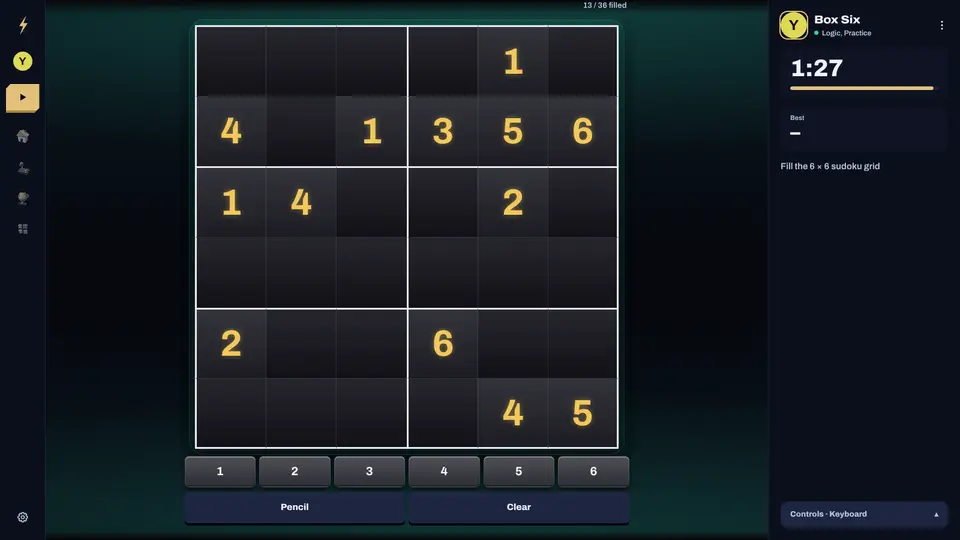 13 / 36 filled
Y
Box Six
Logic, Practice
Y
1:27
Best
–
Fill the 6 × 6 sudoku grid
1
4 1 3 5 6
1 4 2
2 6
4 5
1 2 3 4 5 6
Pencil Clear
Controls · Keyboard ▲